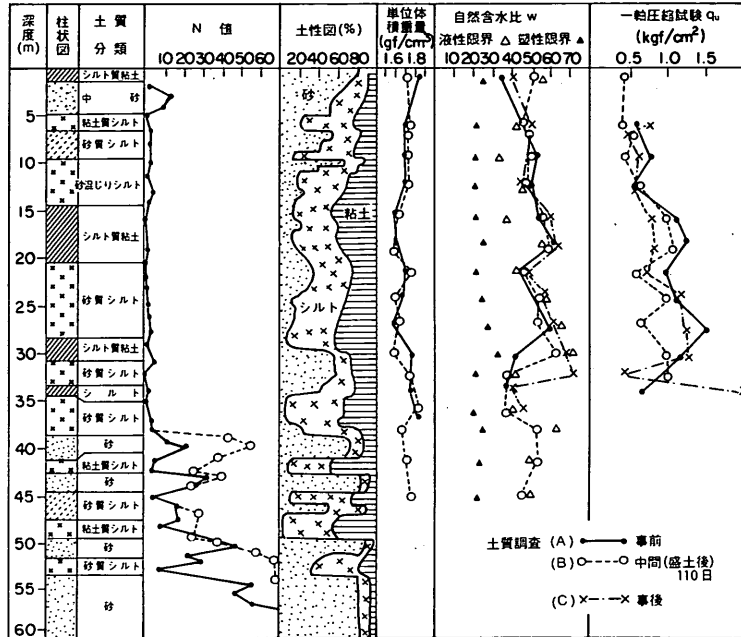 深度(m)
柱状図
土質分類
N 値
10 20 30 40 50 60
土性図(%)
20 40 60 80
単位体積重量(gf/cm³)
1.6 1.8
自然含水比 w
液性限界 △ 塑性限界 ▲
10 20 30 40 50 60 70
一軸圧縮試験 qu
(kgf/cm²)
0.5 1.0 1.5
5
10
15
20
25
30
35
40
45
50
55
60
シルト質粘土
中 砂
粘土質シルト
砂質シルト
砂混じりシルト
シルト質粘土
砂質シルト
シルト質粘土
砂質シルト
シルト
砂質シルト
砂
粘土質シルト
砂
砂質シルト
粘土質シルト
砂
砂質シルト
砂
砂
粘土
シルト
土質調査 (A) 事前
(B) 中間(盛土後)
110日
(C) 事後